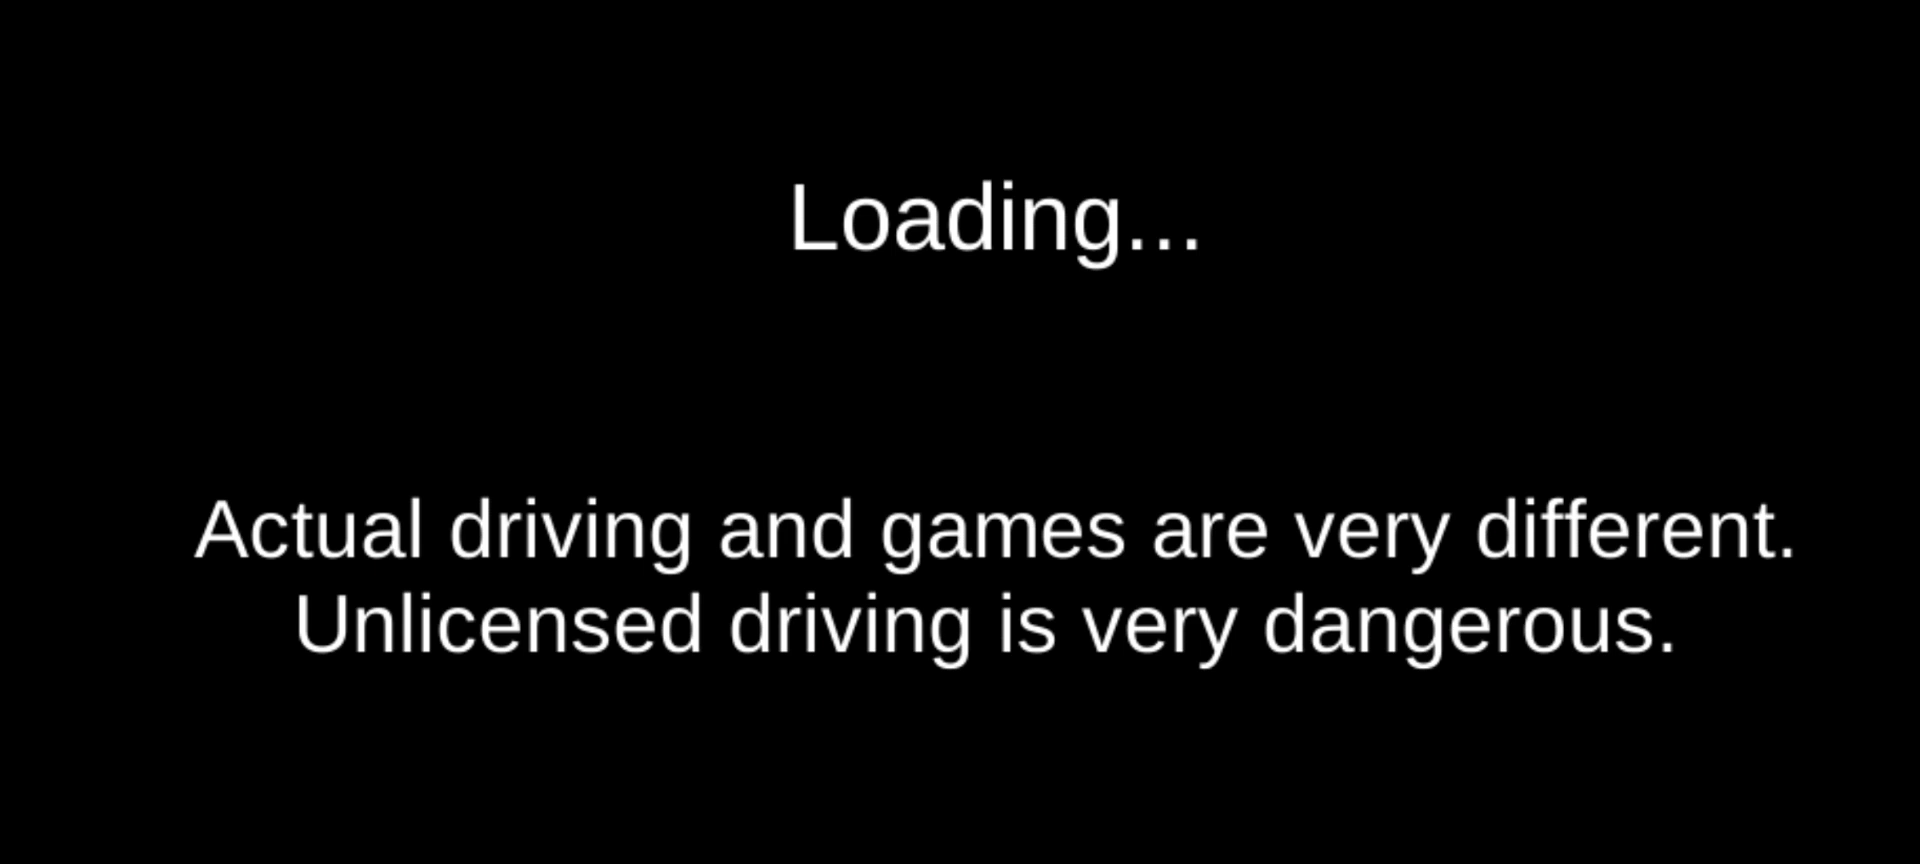 Loading...
Actual driving and games are very different.
Unlicensed driving is very dangerous.